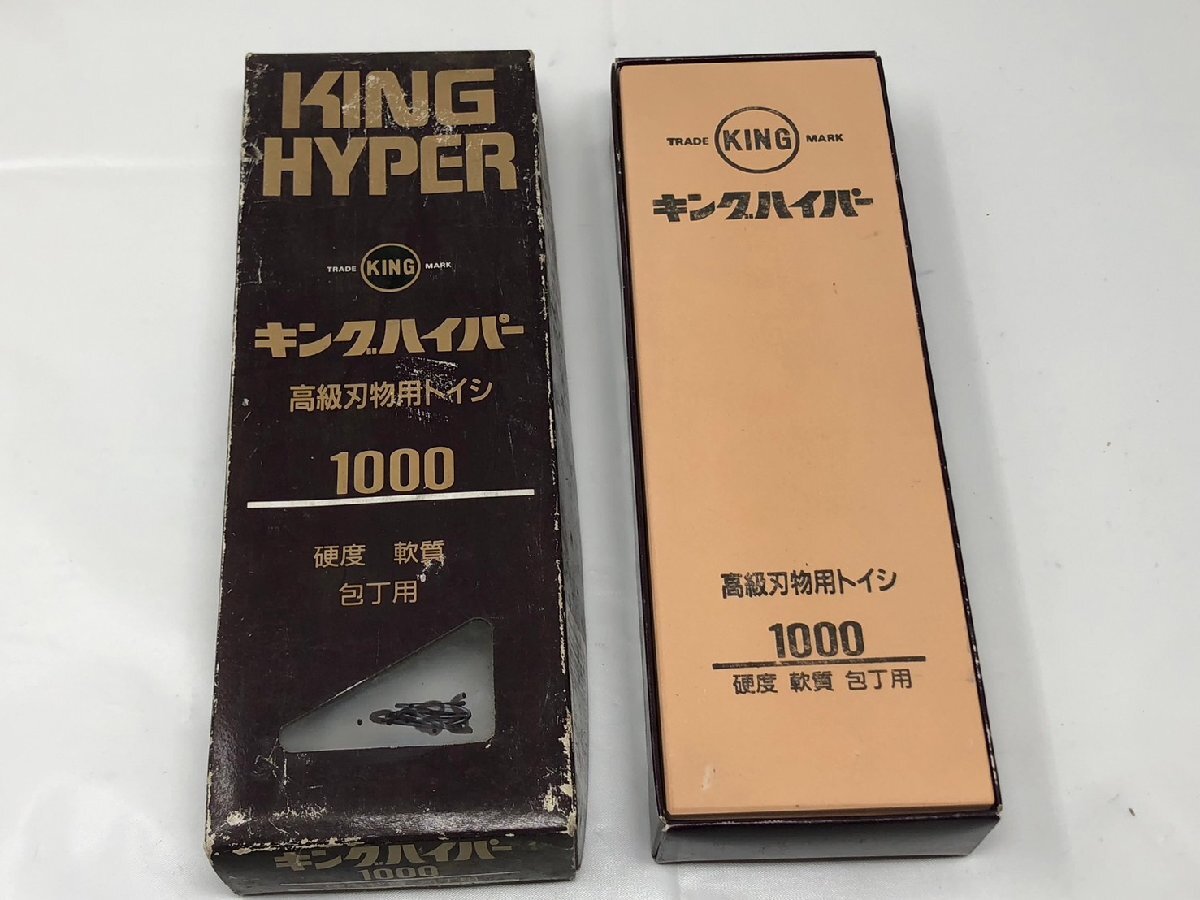 KING
HYPER
TRADE KING MARK
キングハイパー
高級刃物用トイシ
1000
硬度 軟質
包丁用
キングハイパー
1000
TRADE KING MARK
キングハイパー
高級刃物用トイシ
1000
硬度 軟質 包丁用